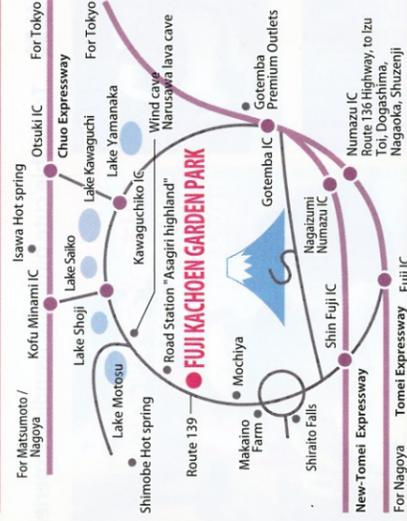 For Matsumoto /
Nagoya
Kofu Minami IC
Isawa Hot spring
Otsuki IC
For Tokyo
Chuo Expressway
For Tokyo
Lake Shoji
Lake Saiko
Lake Kawaguchi
Lake Yamanaka
Lake Motosu
Kawaguchiko IC
Wind cave
Narusawa lava cave
Shimobe Hot spring
Road Station "Asagiri highland"
FUJI KACHOEN GARDEN PARK
Route 139
Gotemba
Premium Outlets
Gotemba IC
Mochiya
Makaino
Farm
Shiraito Falls
Nagaizumi
Numazu IC
Shin Fuji IC
Numazu IC
Route 136 Highway, to Izu
Toi, Dogashima,
Nagaoka, Shuzenji
New-Tomei Expressway
Fuji IC
Tomei Expressway
For Nagoya